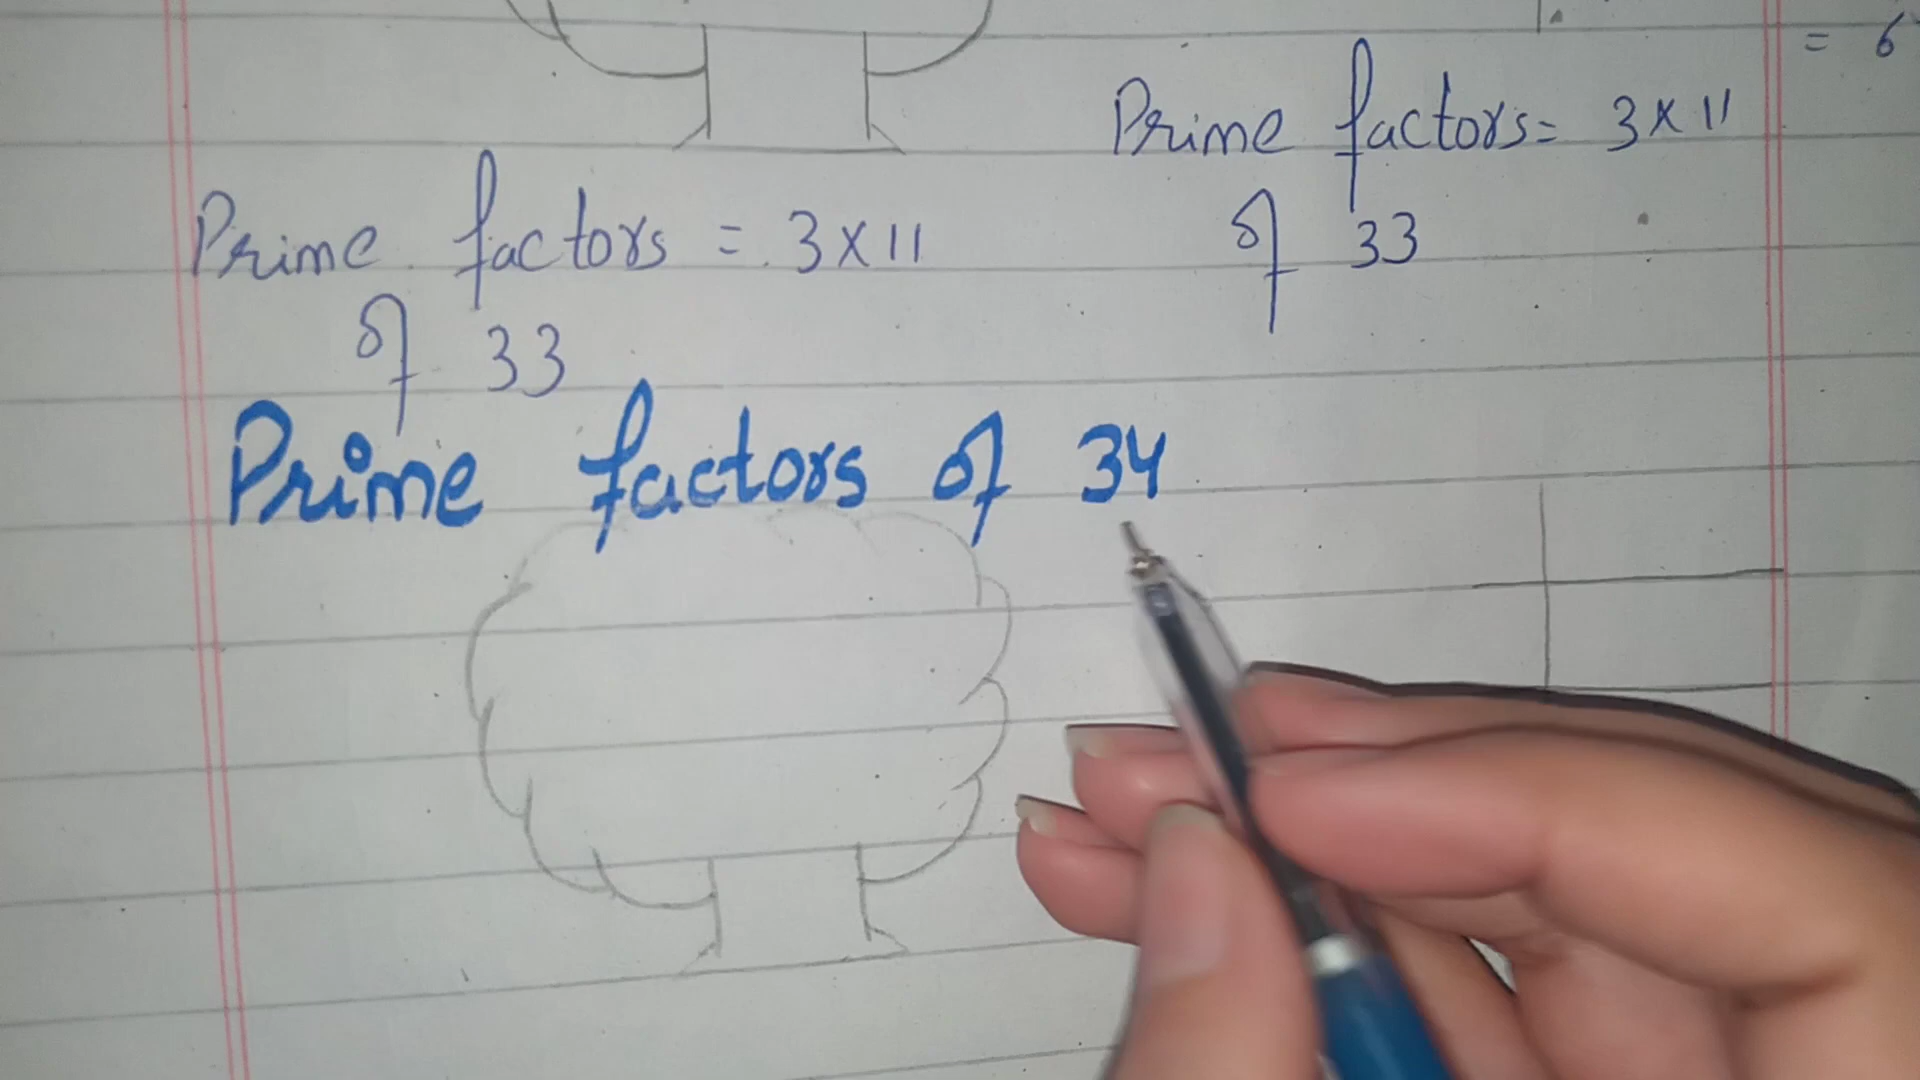 = 6
Prime factors= 3 x 11
of 33
Prime factors = 3 x 11
of 33
Prime factors of 34